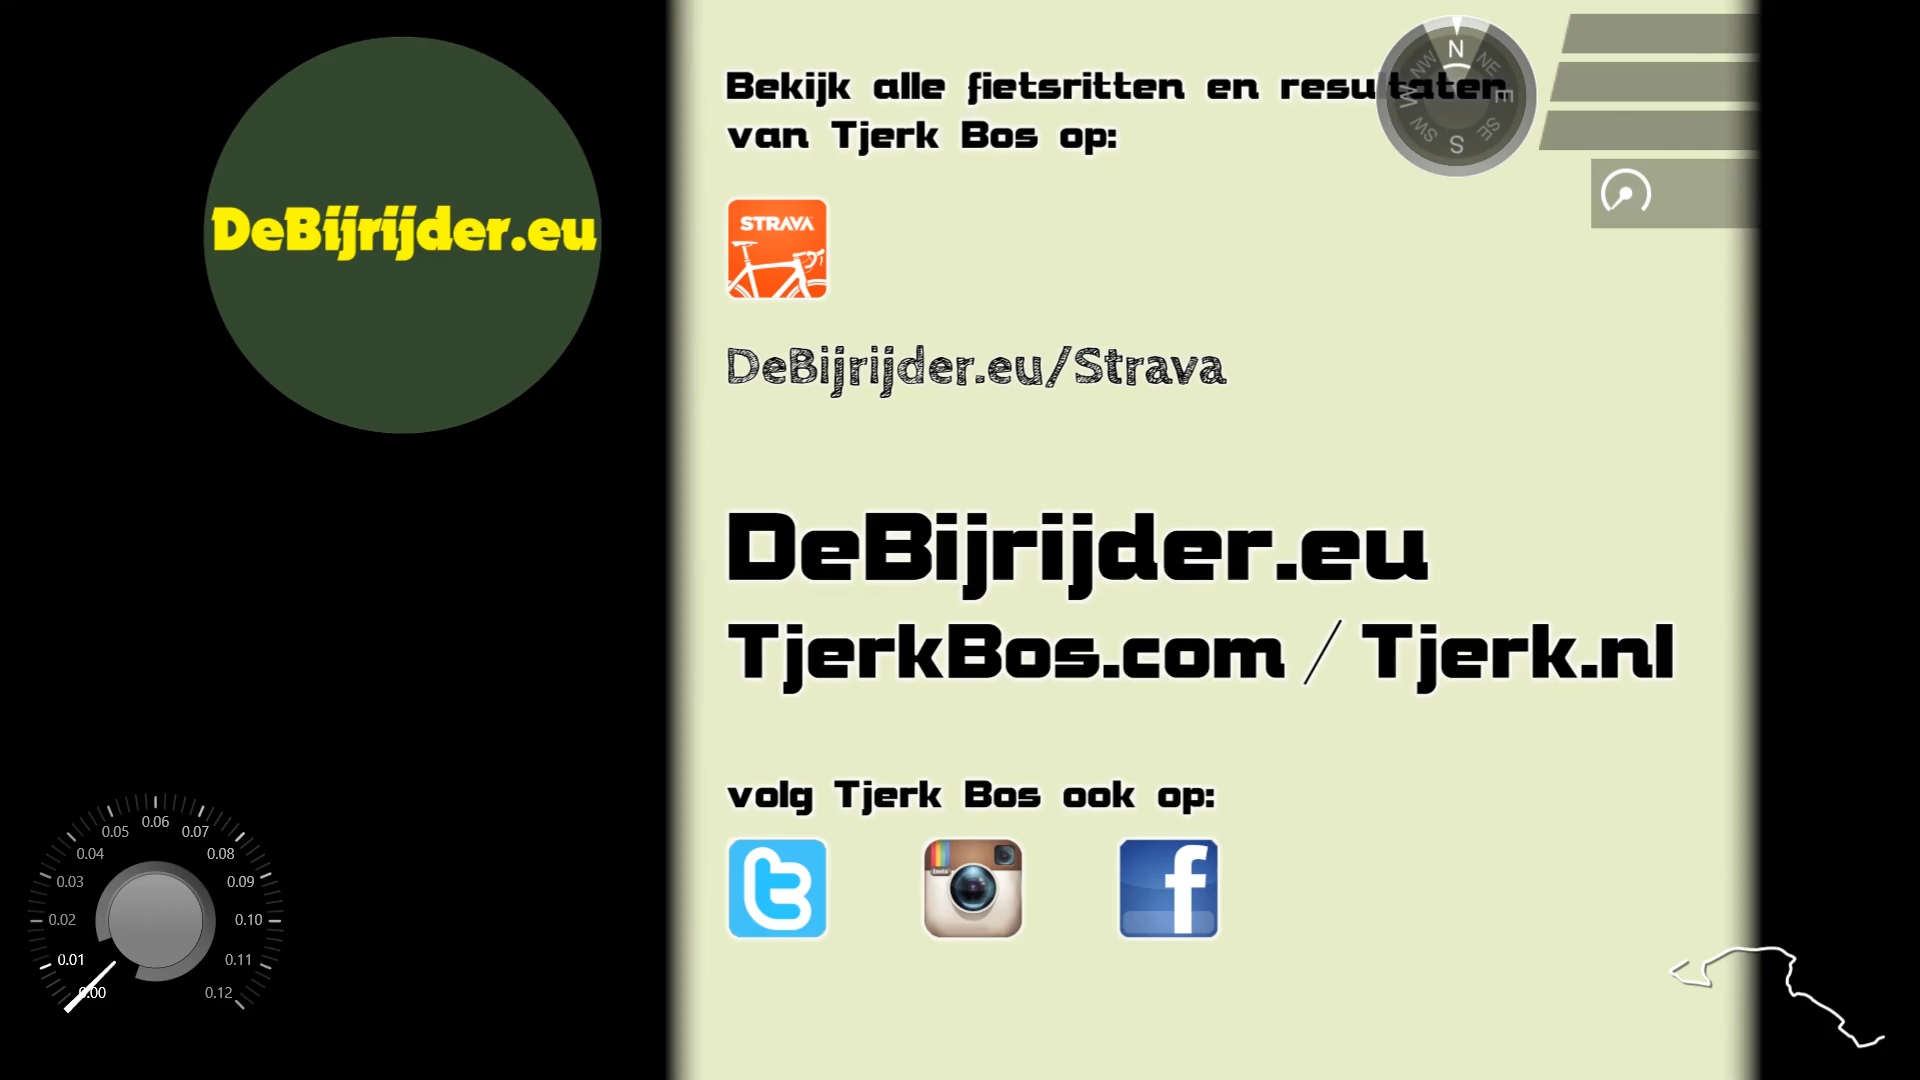 DeBijrijder.eu
Bekijk alle fietsritten en resultaten
van Tjerk Bos op:
STRAVA
DeBijrijder.eu/Strava
DeBijrijder.eu
TjerkBos.com / Tjerk.nl
volg Tjerk Bos ook op:
Insta
N
NE
E
SE
S
SW
W
NW
0.00
0.01
0.02
0.03
0.04
0.05
0.06
0.07
0.08
0.09
0.10
0.11
0.12